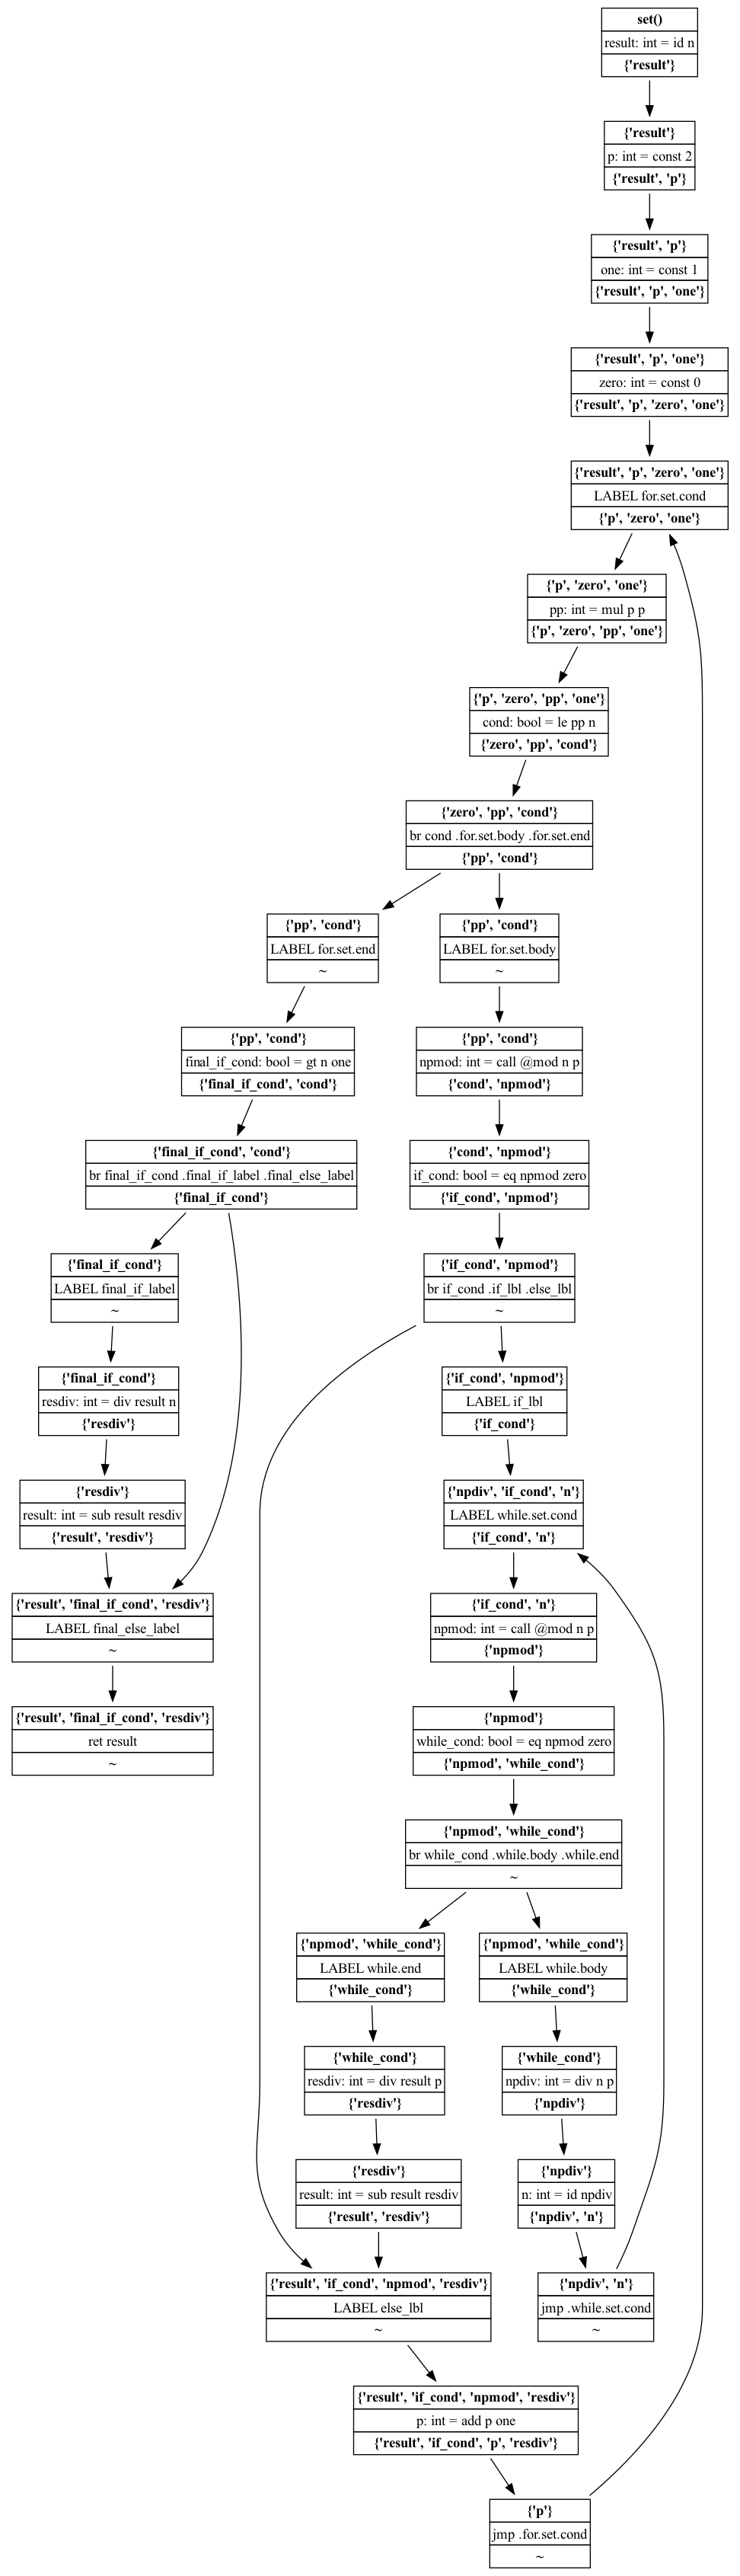 set()
result: int = id n
{'result'}
{'result'}
p: int = const 2
{'result', 'p'}
{'result', 'p'}
one: int = const 1
{'result', 'p', 'one'}
{'result', 'p', 'one'}
zero: int = const 0
{'result', 'p', 'zero', 'one'}
{'result', 'p', 'zero', 'one'}
LABEL for.set.cond
{'p', 'zero', 'one'}
{'p', 'zero', 'one'}
pp: int = mul p p
{'p', 'zero', 'pp', 'one'}
{'p', 'zero', 'pp', 'one'}
cond: bool = le pp n
{'zero', 'pp', 'cond'}
{'zero', 'pp', 'cond'}
br cond .for.set.body .for.set.end
{'pp', 'cond'}
{'pp', 'cond'}
LABEL for.set.end
~
{'pp', 'cond'}
LABEL for.set.body
~
{'pp', 'cond'}
final_if_cond: bool = gt n one
{'final_if_cond', 'cond'}
{'pp', 'cond'}
npmod: int = call @mod n p
{'cond', 'npmod'}
{'final_if_cond', 'cond'}
br final_if_cond .final_if_label .final_else_label
{'final_if_cond'}
{'cond', 'npmod'}
if_cond: bool = eq npmod zero
{'if_cond', 'npmod'}
{'final_if_cond'}
LABEL final_if_label
~
{'if_cond', 'npmod'}
br if_cond .if_lbl .else_lbl
~
{'final_if_cond'}
resdiv: int = div result n
{'resdiv'}
{'if_cond', 'npmod'}
LABEL if_lbl
{'if_cond'}
{'resdiv'}
result: int = sub result resdiv
{'result', 'resdiv'}
{'npdiv', 'if_cond', 'n'}
LABEL while.set.cond
{'if_cond', 'n'}
{'result', 'final_if_cond', 'resdiv'}
LABEL final_else_label
~
{'if_cond', 'n'}
npmod: int = call @mod n p
{'npmod'}
{'result', 'final_if_cond', 'resdiv'}
ret result
~
{'npmod'}
while_cond: bool = eq npmod zero
{'npmod', 'while_cond'}
{'npmod', 'while_cond'}
br while_cond .while.body .while.end
~
{'npmod', 'while_cond'}
LABEL while.end
{'while_cond'}
{'npmod', 'while_cond'}
LABEL while.body
{'while_cond'}
{'while_cond'}
resdiv: int = div result p
{'resdiv'}
{'while_cond'}
npdiv: int = div n p
{'npdiv'}
{'resdiv'}
result: int = sub result resdiv
{'result', 'resdiv'}
{'npdiv'}
n: int = id npdiv
{'npdiv', 'n'}
{'result', 'if_cond', 'npmod', 'resdiv'}
LABEL else_lbl
~
{'npdiv', 'n'}
jmp .while.set.cond
~
{'result', 'if_cond', 'npmod', 'resdiv'}
p: int = add p one
{'result', 'if_cond', 'p', 'resdiv'}
{'p'}
jmp .for.set.cond
~